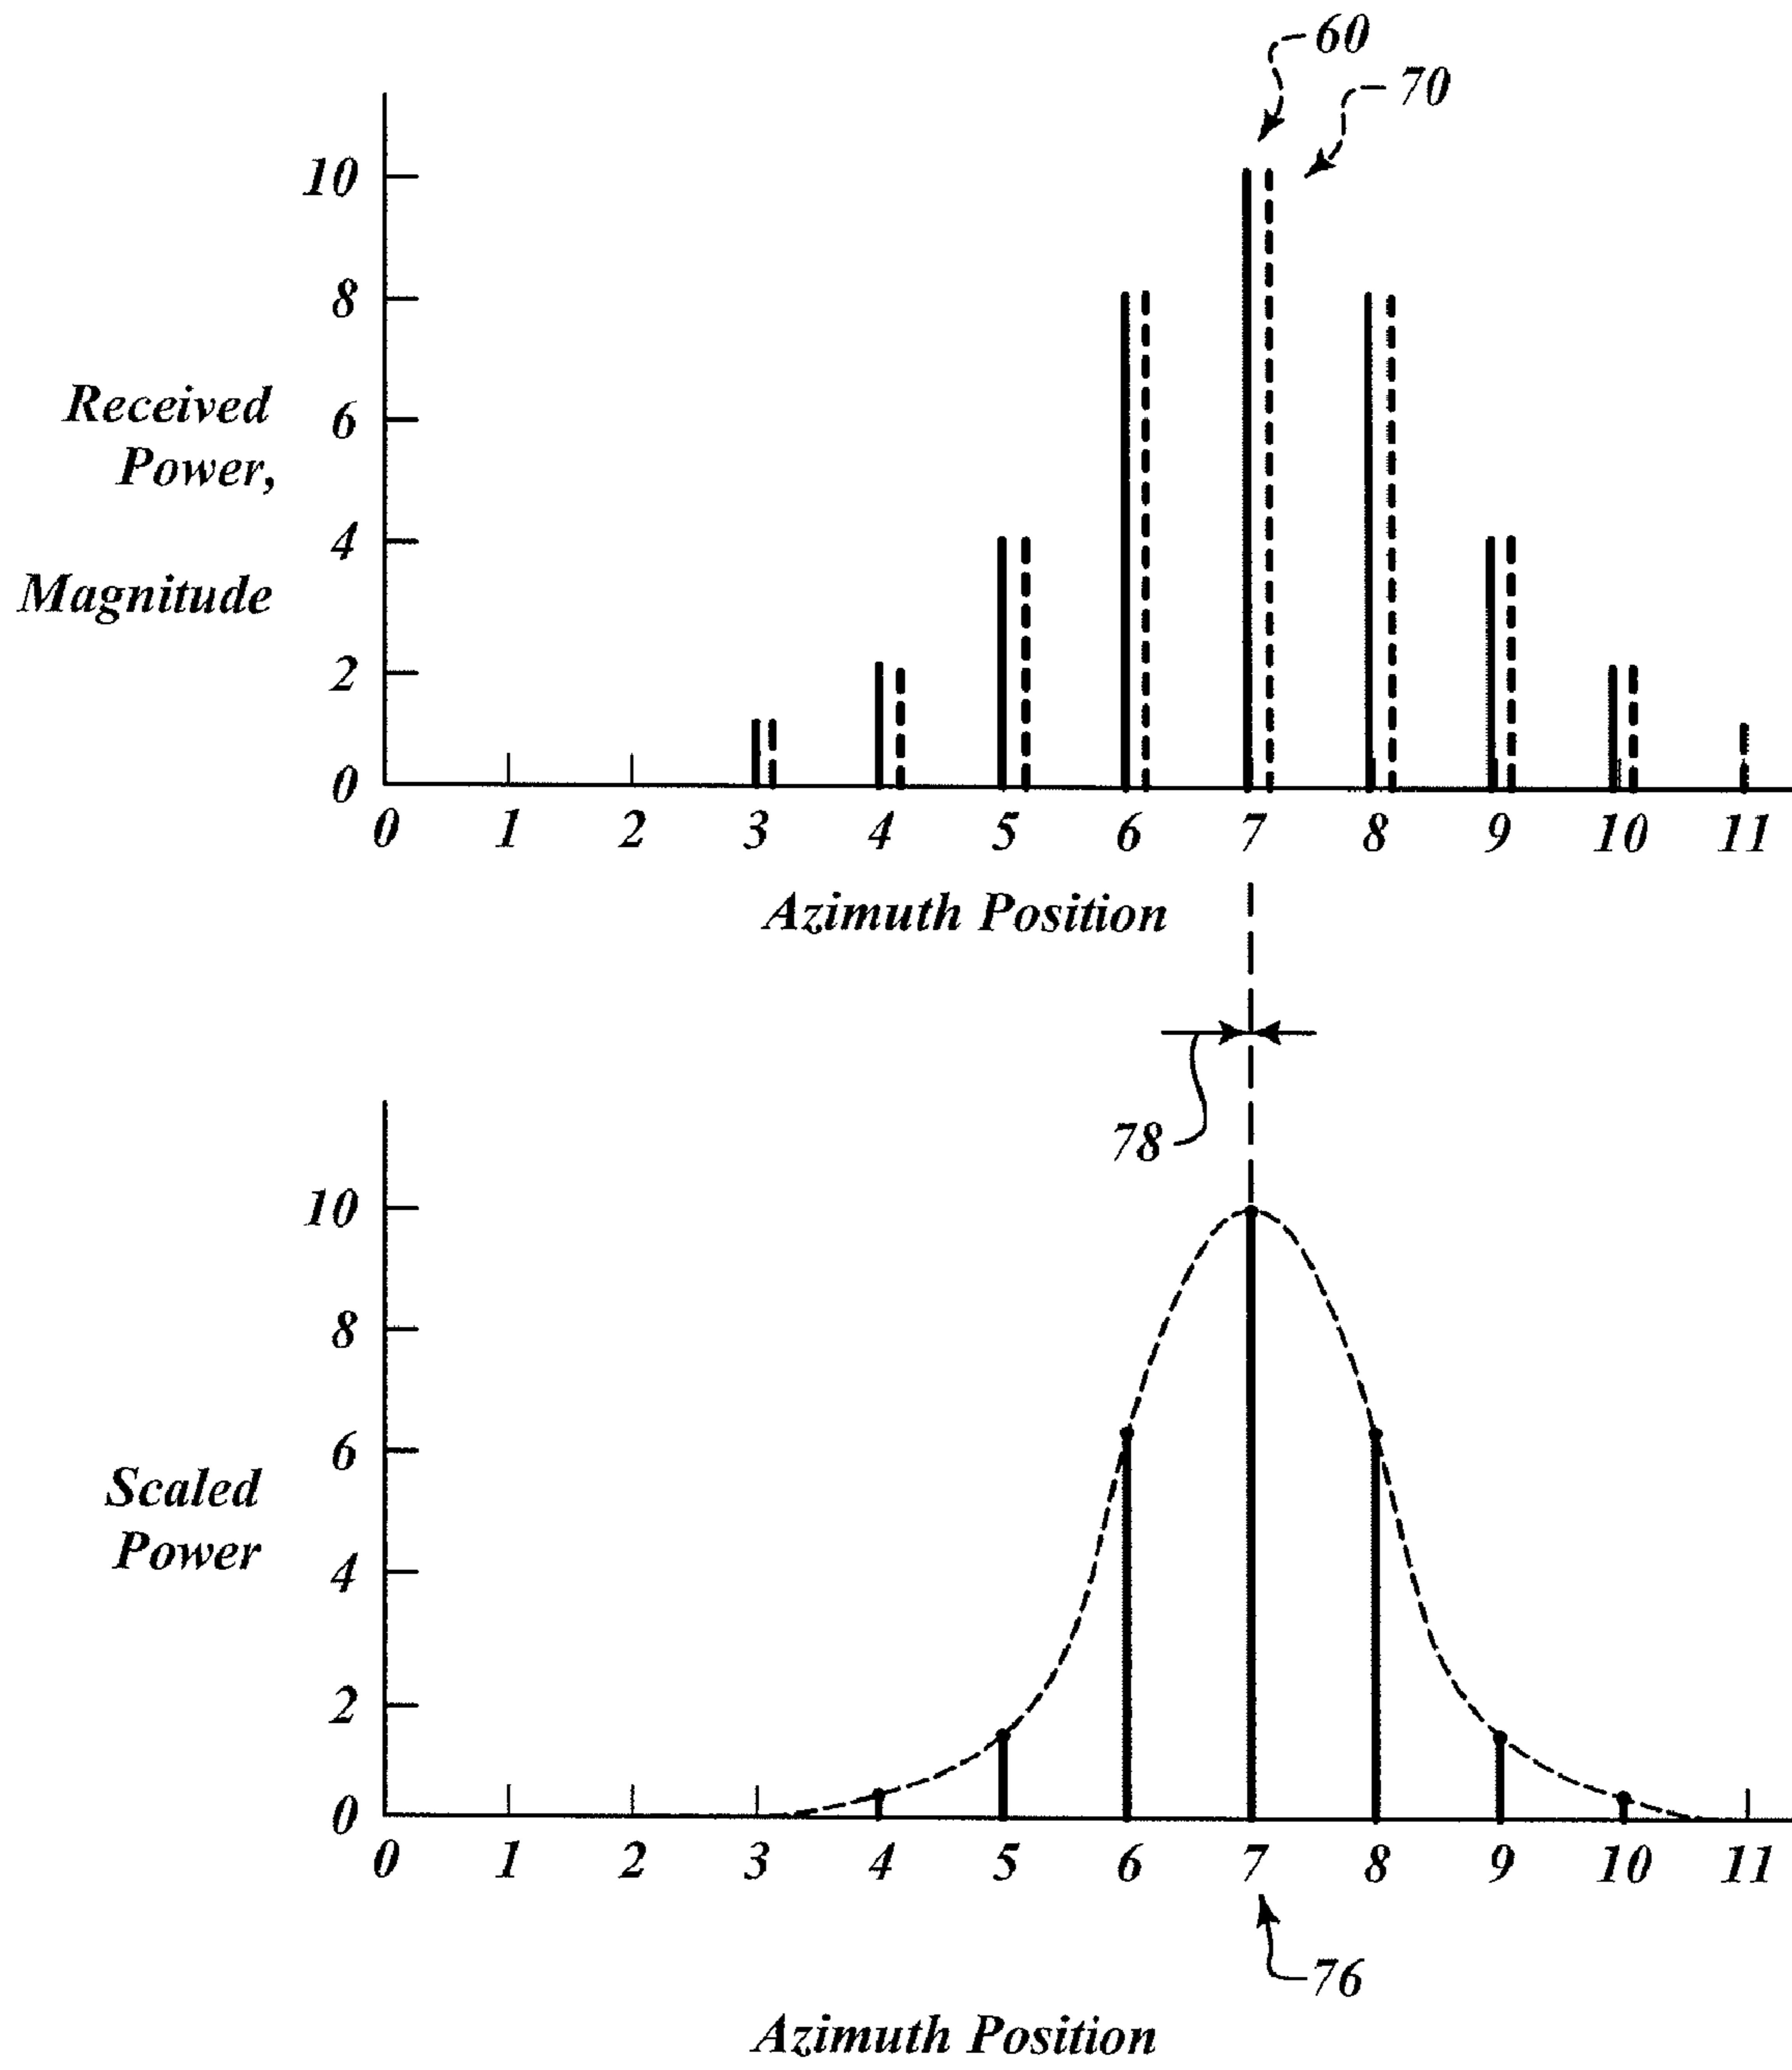 60
70
10
8
6
4
2
0
Received
Power,
Magnitude
0 1 2 3 4 5 6 7 8 9 10 11
Azimuth Position
78
10
8
6
4
2
0
Scaled
Power
0 1 2 3 4 5 6 7 8 9 10 11
76
Azimuth Position